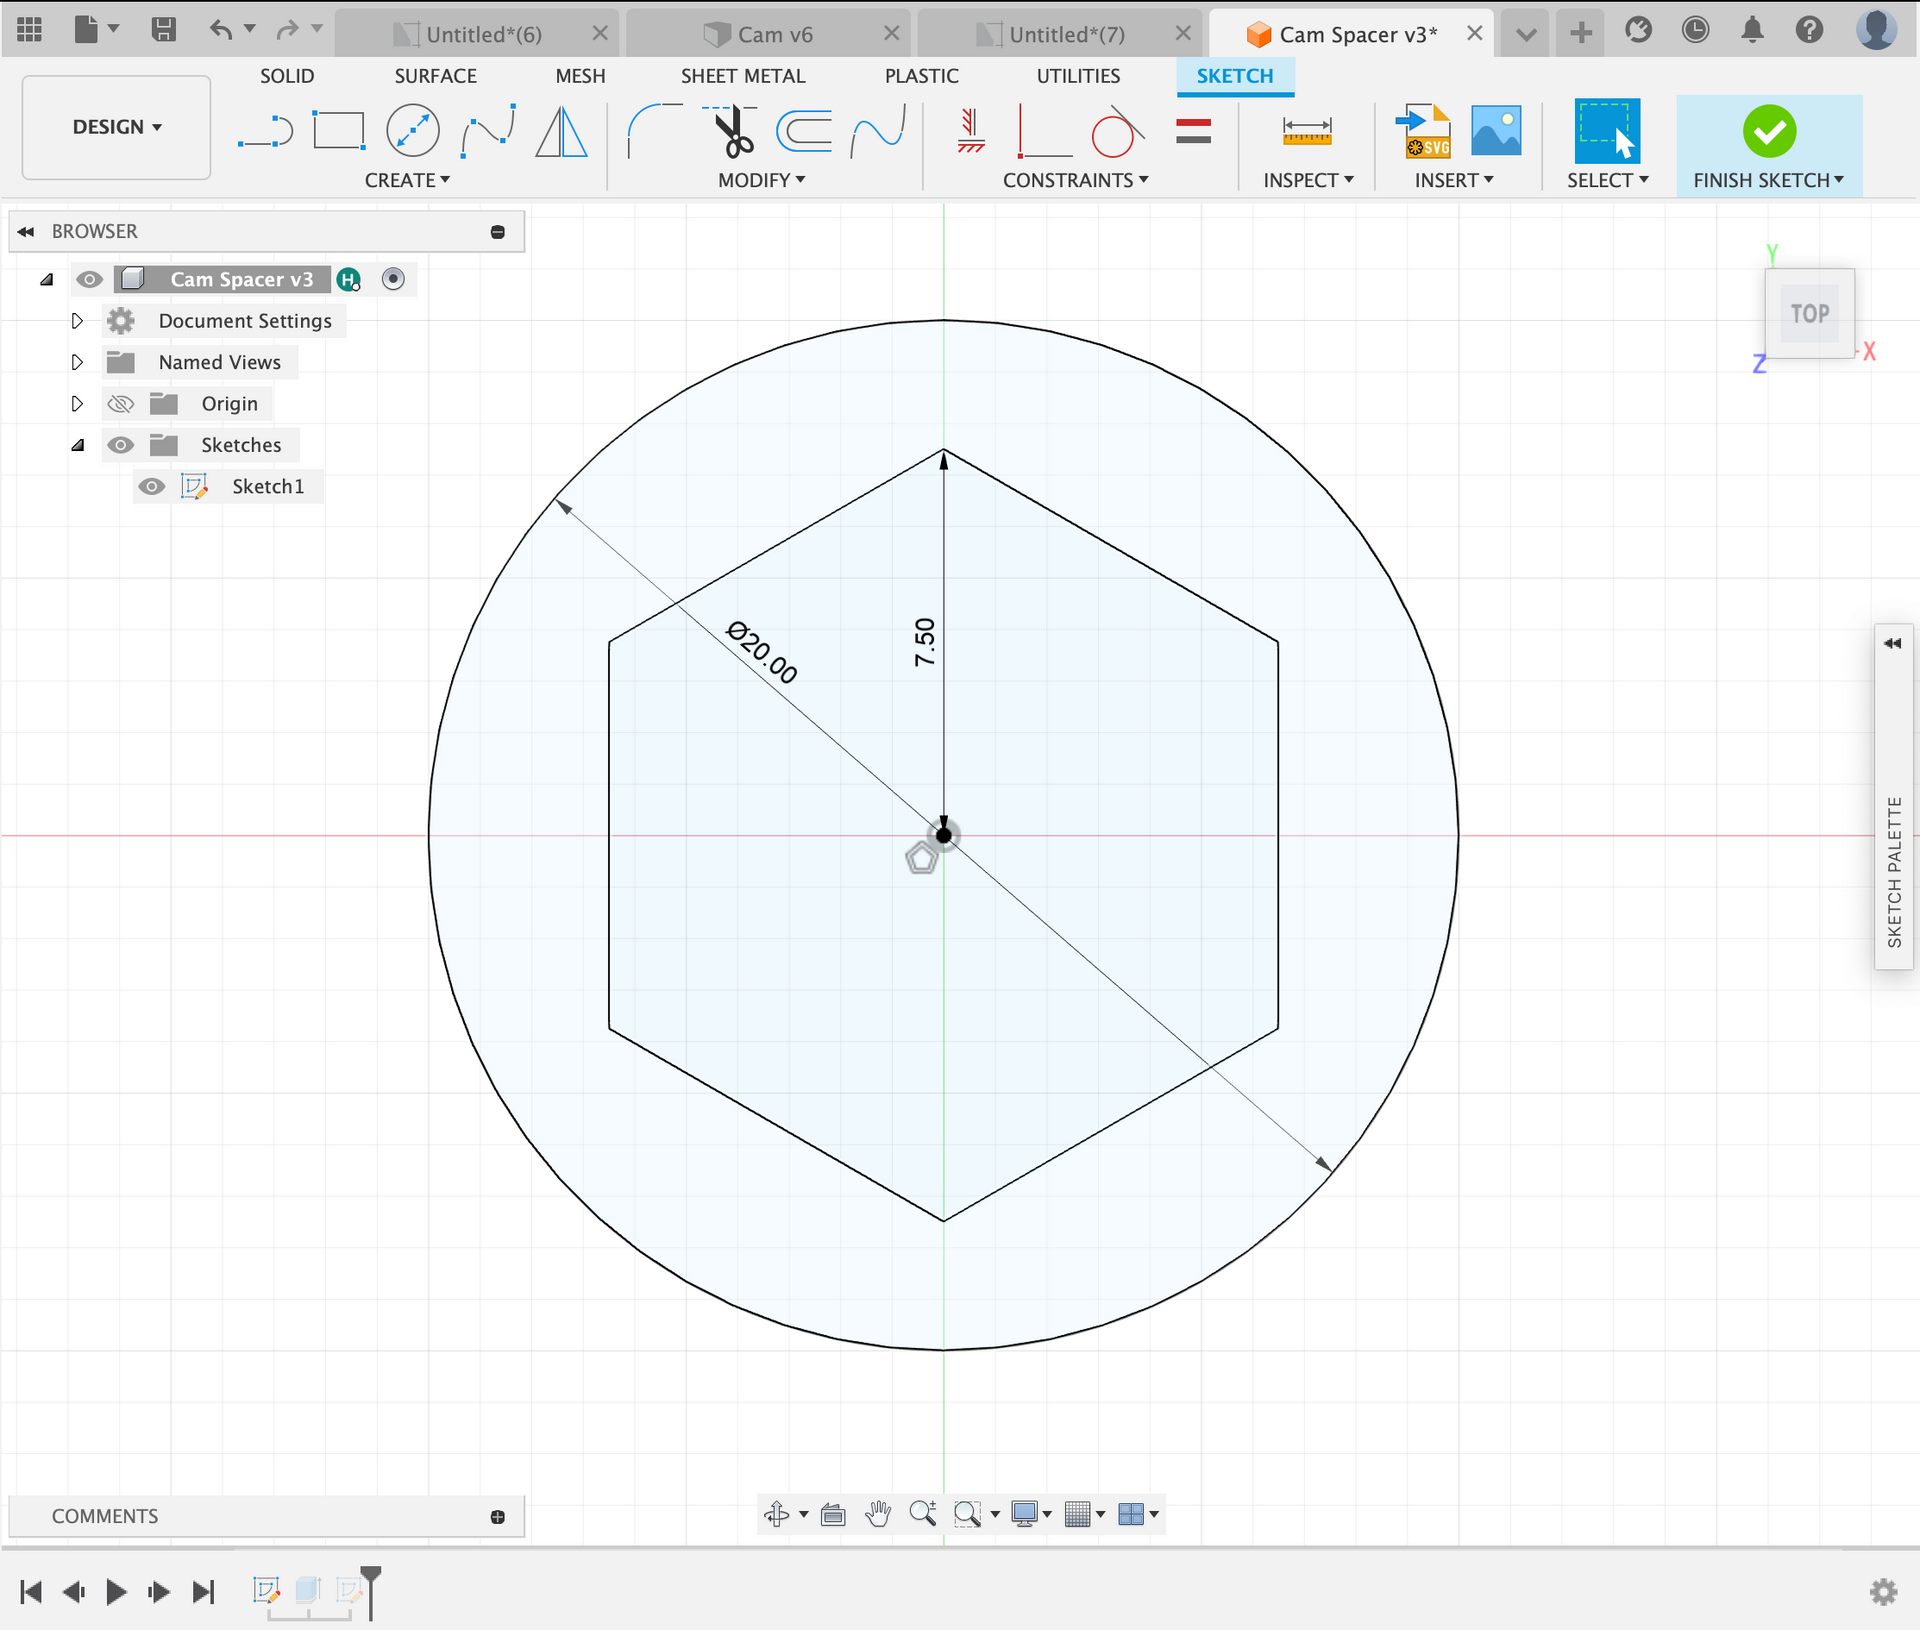 Untitled*(6)
Cam v6
Untitled*(7)
Cam Spacer v3*
SOLID
SURFACE
MESH
SHEET METAL
PLASTIC
UTILITIES
SKETCH
DESIGN
SVG
CREATE
MODIFY
CONSTRAINTS
INSPECT
INSERT
SELECT
FINISH SKETCH
BROWSER
Cam Spacer v3
H
Document Settings
Named Views
Origin
Sketches
Sketch1
Y
TOP
X
Z
Ø20.00
7.50
SKETCH PALETTE
COMMENTS